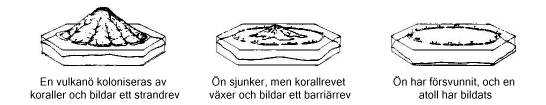 En vulkanö koloniseras av
koraller och bildar ett strandrev
Ön sjunker, men korallrevet
växer och bildar ett barriärrev
Ön har försvunnit, och en
atoll har bildats